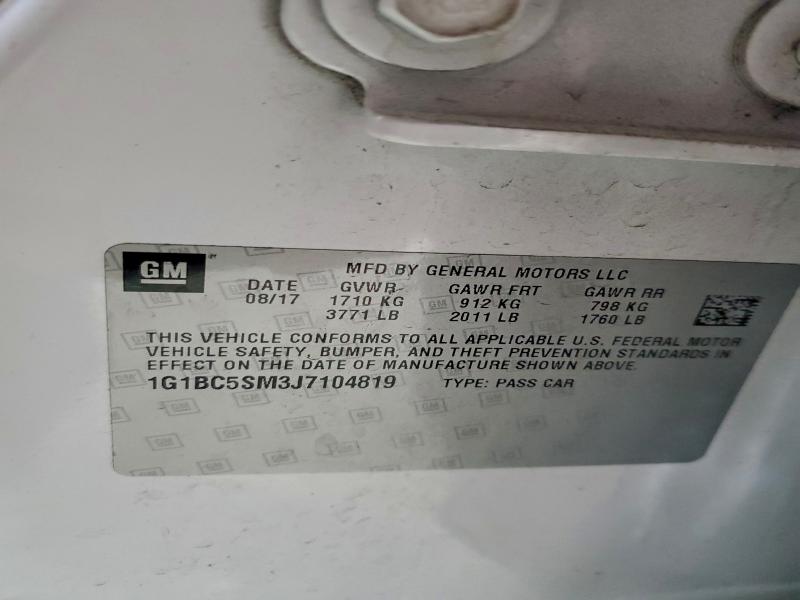 GM
MFD BY GENERAL MOTORS LLC
DATE GVWR GAWR FRT GAWR RR
08/17 1710 KG 912 KG 798 KG
3771 LB 2011 LB 1760 LB
THIS VEHICLE CONFORMS TO ALL APPLICABLE U.S. FEDERAL MOTOR
VEHICLE SAFETY, BUMPER, AND THEFT PREVENTION STANDARDS IN
EFFECT ON THE DATE OF MANUFACTURE SHOWN ABOVE.
1G1BC5SM3J7104819 TYPE: PASS CAR